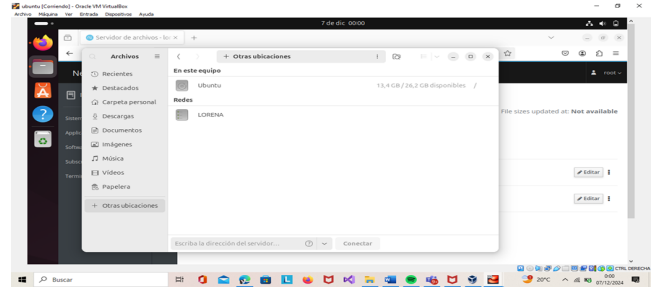 ubuntu [Corriendo] - Oracle VM VirtualBox
Archivo Máquina Ver Entrada Dispositivos Ayuda
7 de dic 00:00
Servidor de archivos - lo
Archivos
+ Otras ubicaciones
Recientes
Destacados
Carpeta personal
Descargas
Documentos
Imágenes
Música
Vídeos
Papelera
+ Otras ubicaciones
En este equipo
Ubuntu 13,4 GB / 26,2 GB disponibles /
Redes
LORENA
Escriba la dirección del servidor... Conectar
root
File sizes updated at: Not available
Editar
Editar
CTRL DERECHA
Buscar
20°C
0:00
07/12/2024